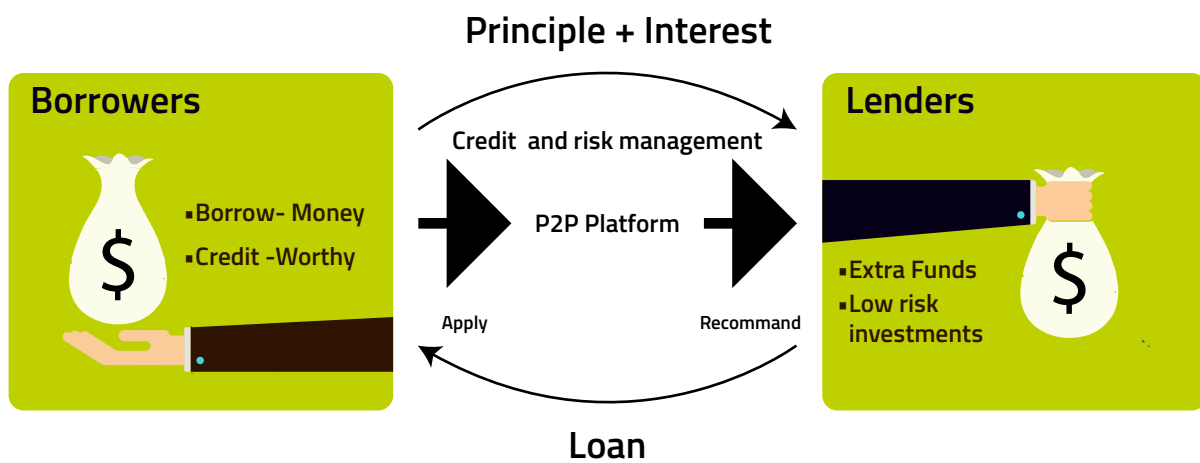 Principle + Interest
Borrowers
▪Borrow- Money
▪Credit -Worthy
Credit and risk management
P2P Platform
Apply
Recommand
Lenders
▪Extra Funds
▪Low risk
investments
Loan
$
$